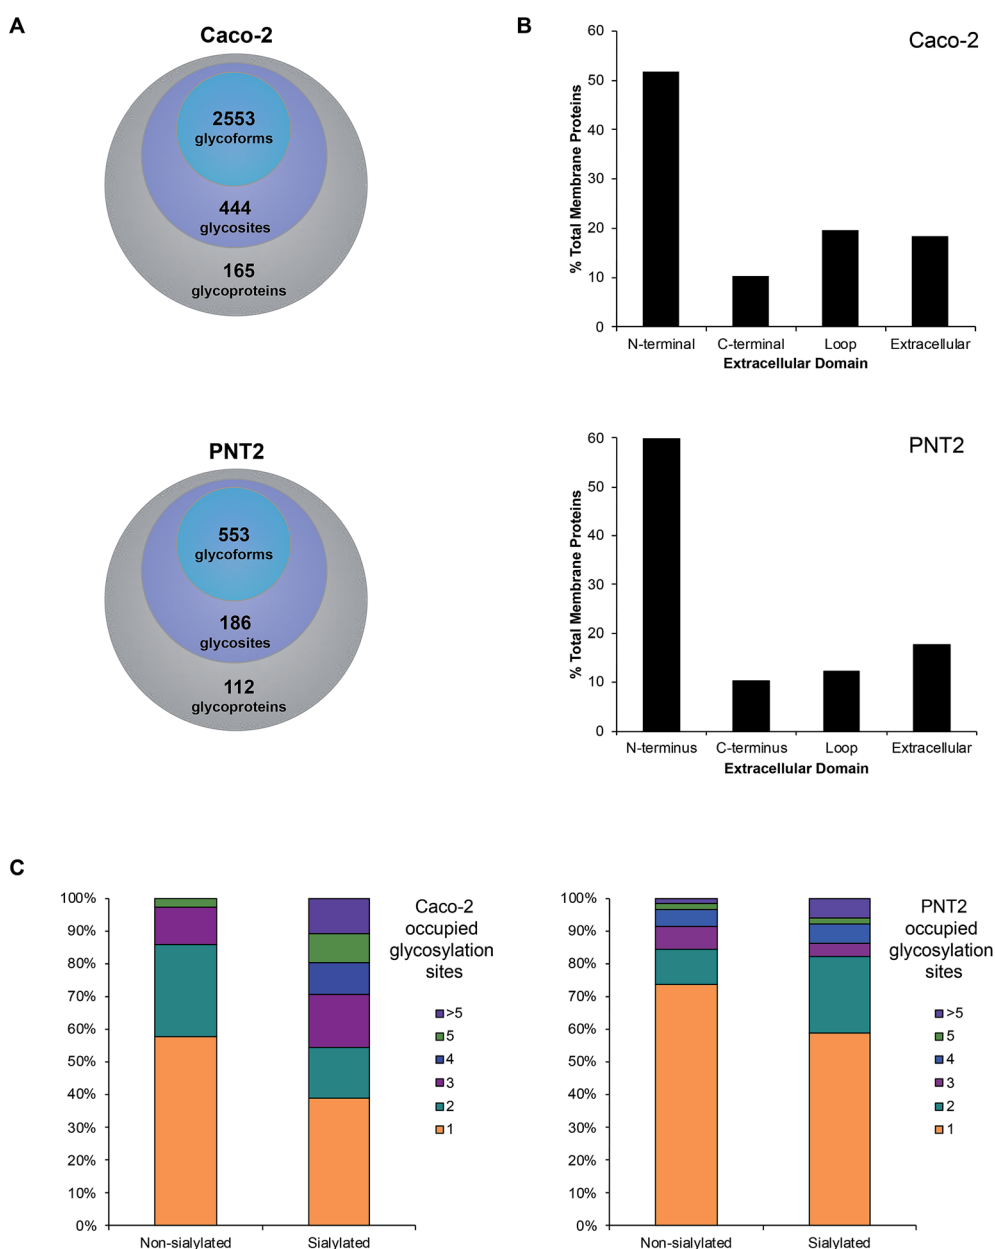 A
Caco-2
2553
glycoforms
444
glycosites
165
glycoproteins
B
Caco-2
60
50
40
30
20
10
0
% Total Membrane Proteins
N-terminal
C-terminal
Loop
Extracellular
Extracellular Domain
PNT2
553
glycoforms
186
glycosites
112
glycoproteins
PNT2
60
50
40
30
20
10
0
% Total Membrane Proteins
N-terminus
C-terminus
Loop
Extracellular
Extracellular Domain
C
100%
90%
80%
70%
60%
50%
40%
30%
20%
10%
0%
Non-sialylated
Sialylated
Caco-2
occupied
glycosylation
sites
>5
5
4
3
2
1
100%
90%
80%
70%
60%
50%
40%
30%
20%
10%
0%
Non-sialylated
Sialylated
PNT2
occupied
glycosylation
sites
>5
5
4
3
2
1